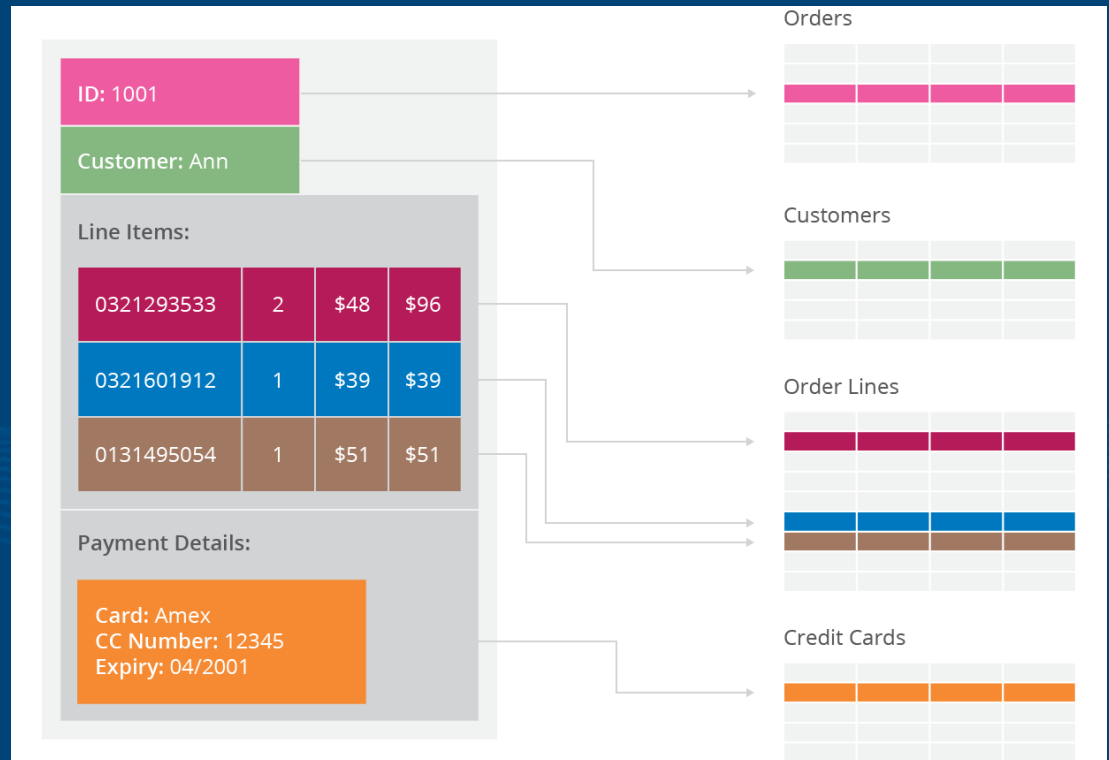 ID: 1001
Customer: Ann
Line Items:
0321293533 2 $48 $96
0321601912 1 $39 $39
0131495054 1 $51 $51
Payment Details:
Card: Amex
CC Number: 12345
Expiry: 04/2001
Orders
Customers
Order Lines
Credit Cards